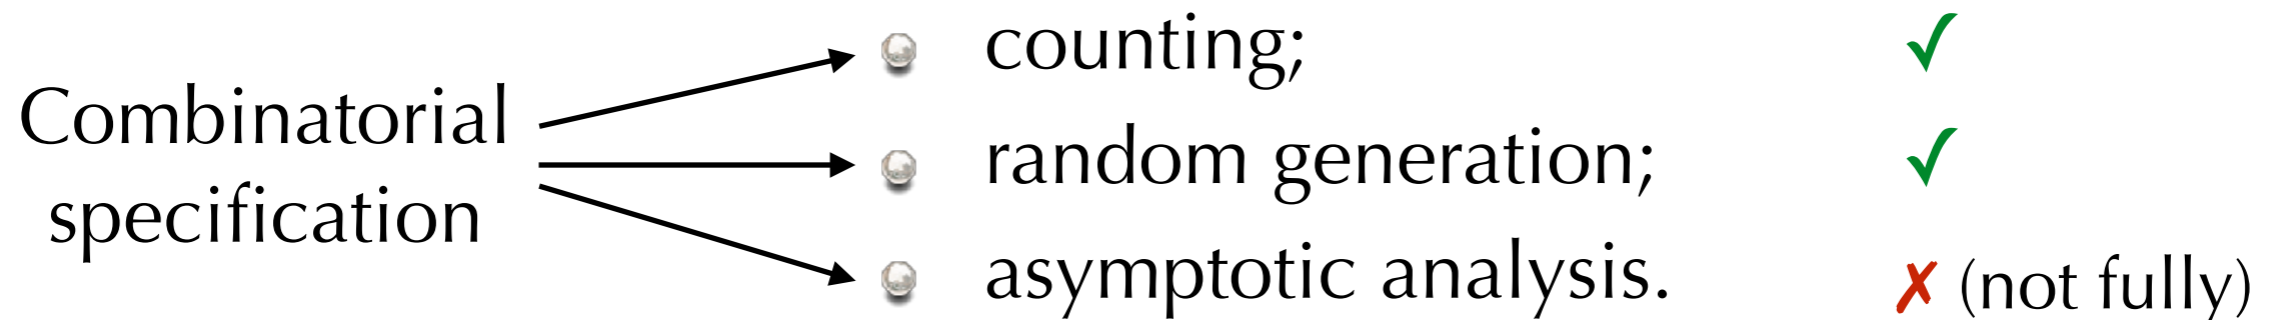 Combinatorial
specification
counting; ✓
random generation; ✓
asymptotic analysis. ✗ (not fully)